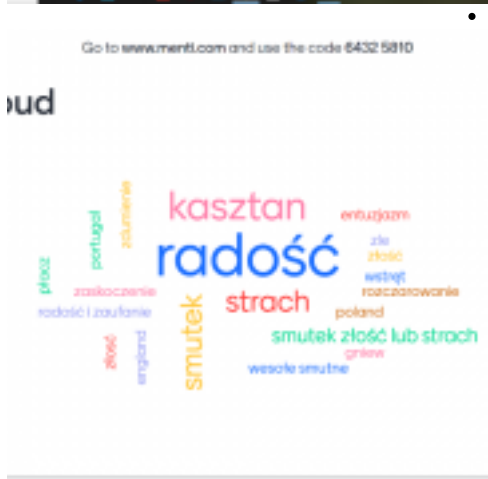 Go to www.menti.com and use the code 6432 5810
oud
kasztan
entuzjazm
zdumienie
portugal
radość
złe
złość
płacz
wstręt
zaskoczenie
rozczarowanie
strach
radość i zaufanie
smutek
poland
smutek złość lub strach
złość
england
gniew
wesołe smutne